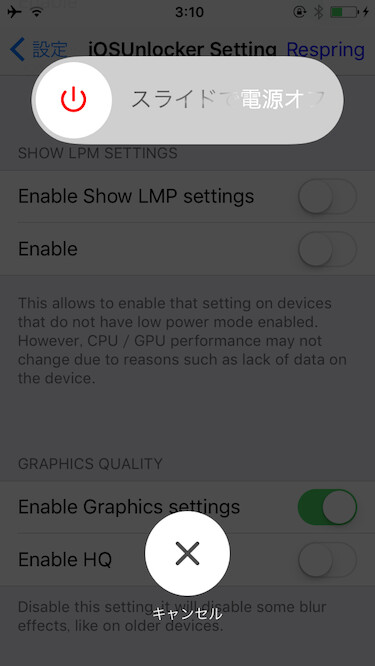 3:10
設定
iOSUnlocker Setting
Respring
スライドで電源オフ
SHOW LPM SETTINGS
Enable Show LMP settings
Enable
This allows to enable that setting on devices
that do not have low power mode enabled.
However, CPU / GPU performance may not
change due to reasons such as lack of data on
the device.
GRAPHICS QUALITY
Enable Graphics settings
Enable HQ
キャンセル
Disable this setting, it will disable some blur
effects, like on older devices.